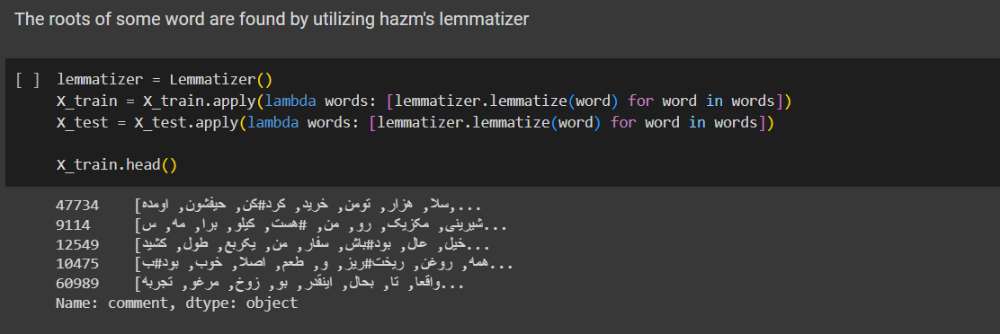 The roots of some word are found by utilizing hazm's lemmatizer
[ ] lemmatizer = Lemmatizer()
X_train = X_train.apply(lambda words: [lemmatizer.lemmatize(word) for word in words])
X_test = X_test.apply(lambda words: [lemmatizer.lemmatize(word) for word in words])
X_train.head()
47734 [سلا, هزار, تومن, خرید, کرد#کن, حیفشون, اومده,...
9114 [شیرینی, مکزیک, رو, من, #هست, کیلو, برا, مه, س...
12549 [خیل, عال, بود#باش, سفار, من, یکربع, طول, کشید...
10475 [همه, روغن, ریخت#ریز, و, طعم, اصلا, خوب, بود#ب...
60989 [واقعا, تا, بحال, اینقدر, بو, زوخ, مرغو, تجربه...
Name: comment, dtype: object